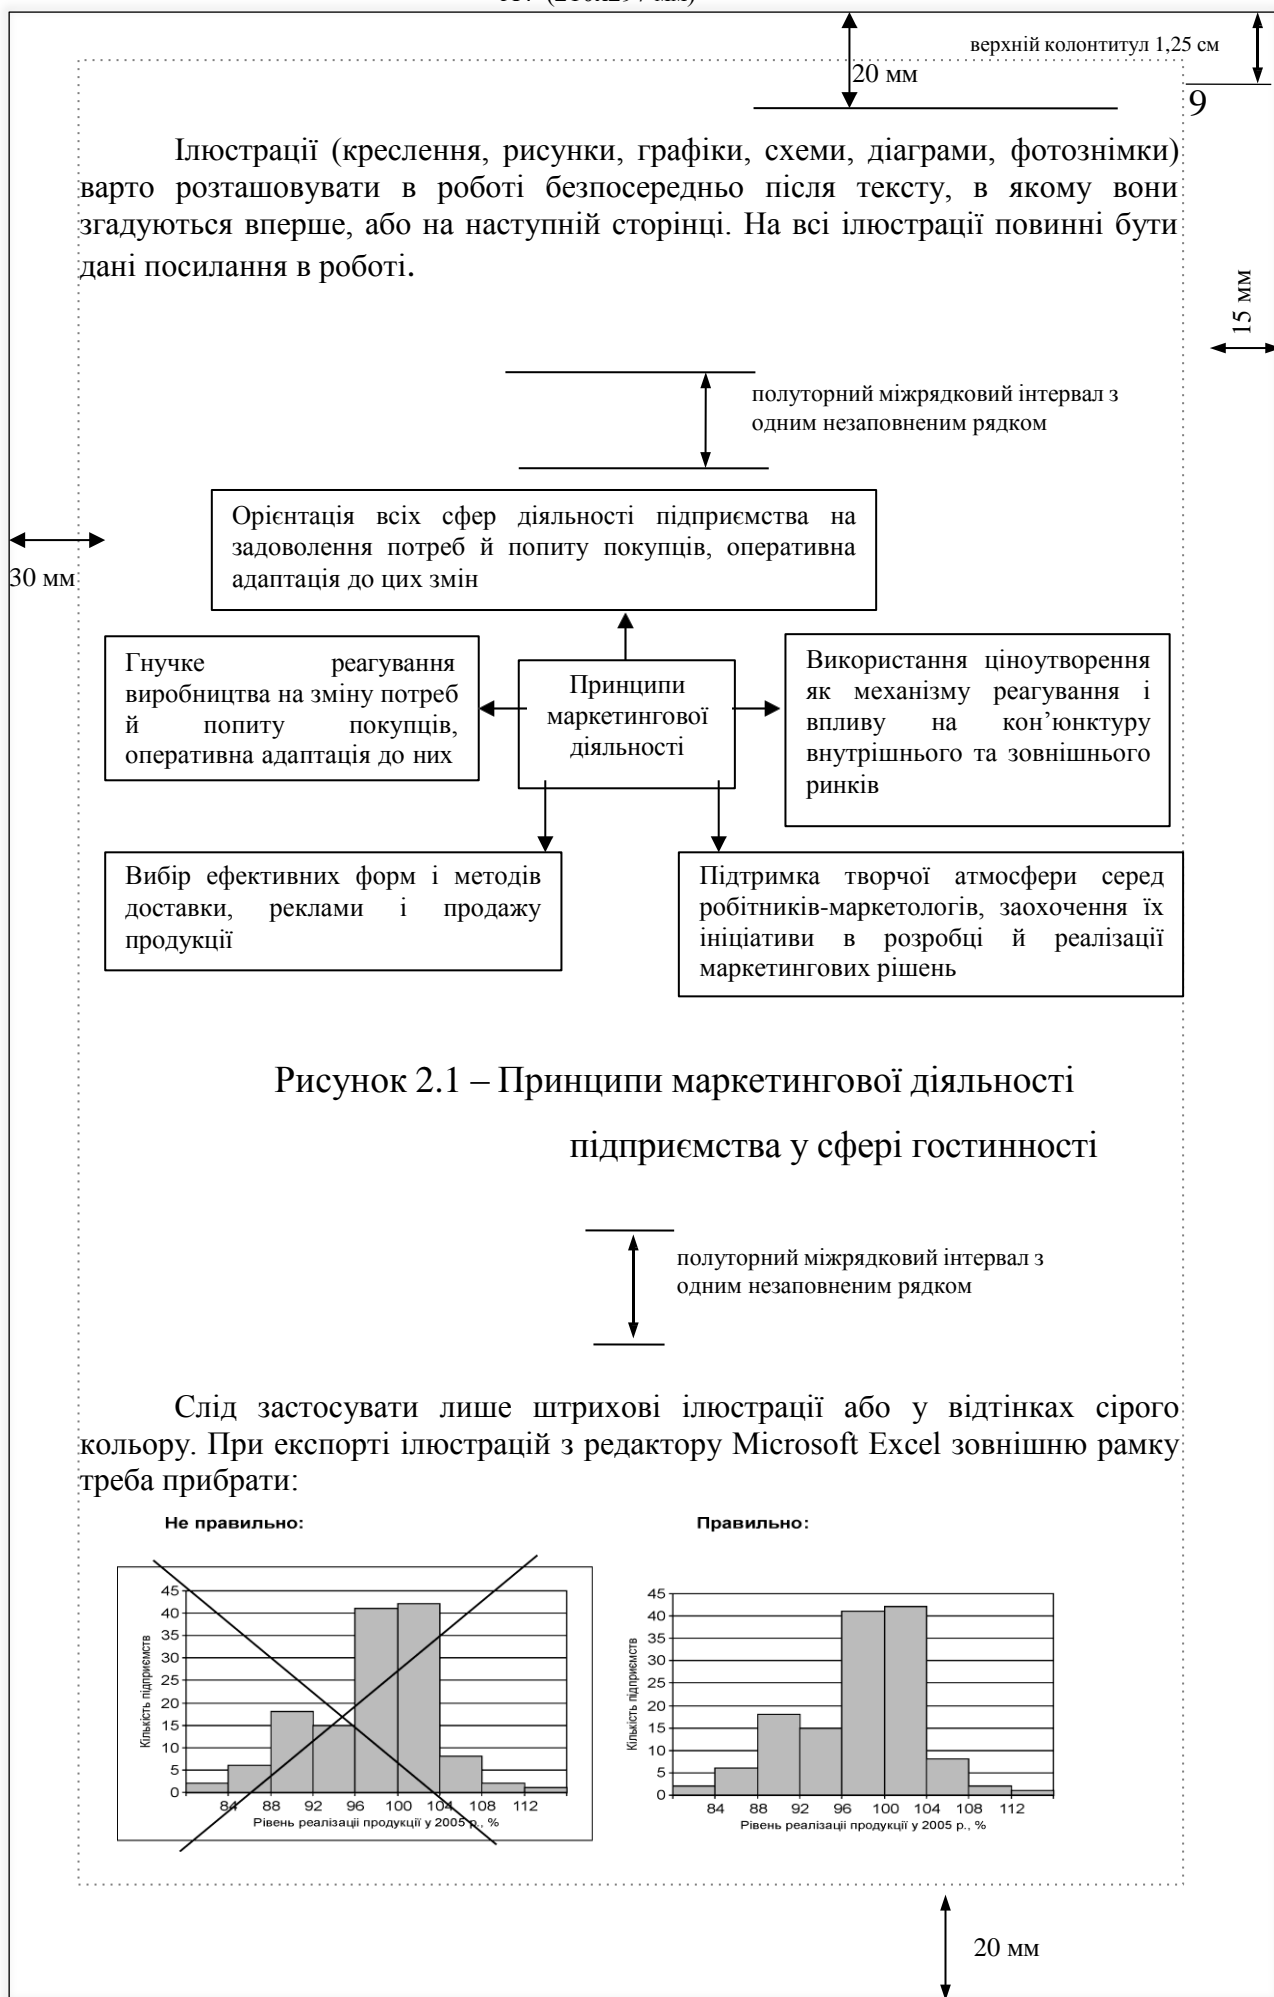 (210х297 мм)
верхній колонтитул 1,25 см
20 мм
9
Ілюстрації (креслення, рисунки, графіки, схеми, діаграми, фотознімки)
варто розташовувати в роботі безпосередньо після тексту, в якому вони
згадуються вперше, або на наступній сторінці. На всі ілюстрації повинні бути
дані посилання в роботі.
15 мм
полуторний міжрядковий інтервал з
одним незаповненим рядком
Орієнтація всіх сфер діяльності підприємства на
задоволення потреб й попиту покупців, оперативна
адаптація до цих змін
30 мм
Гнучке реагування
виробництва на зміну потреб
й попиту покупців,
оперативна адаптація до них
Принципи
маркетингової
діяльності
Використання ціноутворення
як механізму реагування і
впливу на кон’юнктуру
внутрішнього та зовнішнього
ринків
Вибір ефективних форм і методів
доставки, реклами і продажу
продукції
Підтримка творчої атмосфери серед
робітників-маркетологів, заохочення їх
ініціативи в розробці й реалізації
маркетингових рішень
Рисунок 2.1 – Принципи маркетингової діяльності
підприємства у сфері гостинності
полуторний міжрядковий інтервал з
одним незаповненим рядком
Слід застосувати лише штрихові ілюстрації або у відтінках сірого
кольору. При експорті ілюстрацій з редактору Microsoft Excel зовнішню рамку
треба прибрати:
Не правильно:
45
40
35
30
25
20
15
10
5
0
Кількість підприємств
84 88 92 96 100 104 108 112
Рівень реалізації продукції у 2005 р., %
Правильно:
45
40
35
30
25
20
15
10
5
0
Кількість підприємств
84 88 92 96 100 104 108 112
Рівень реалізації продукції у 2005 р., %
20 мм